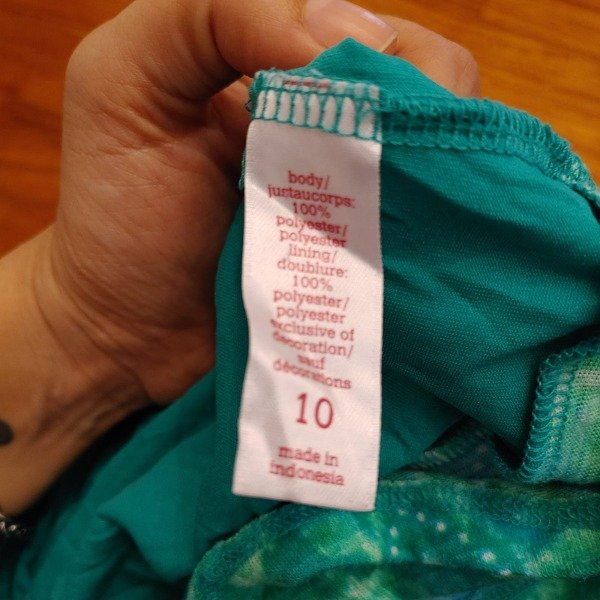 body/
justaucorps:
100%
polyester/
polyester
lining/
doublure:
100%
polyester/
polyester
exclusive of
decoration/
sauf
décorations
10
made in
indonesia